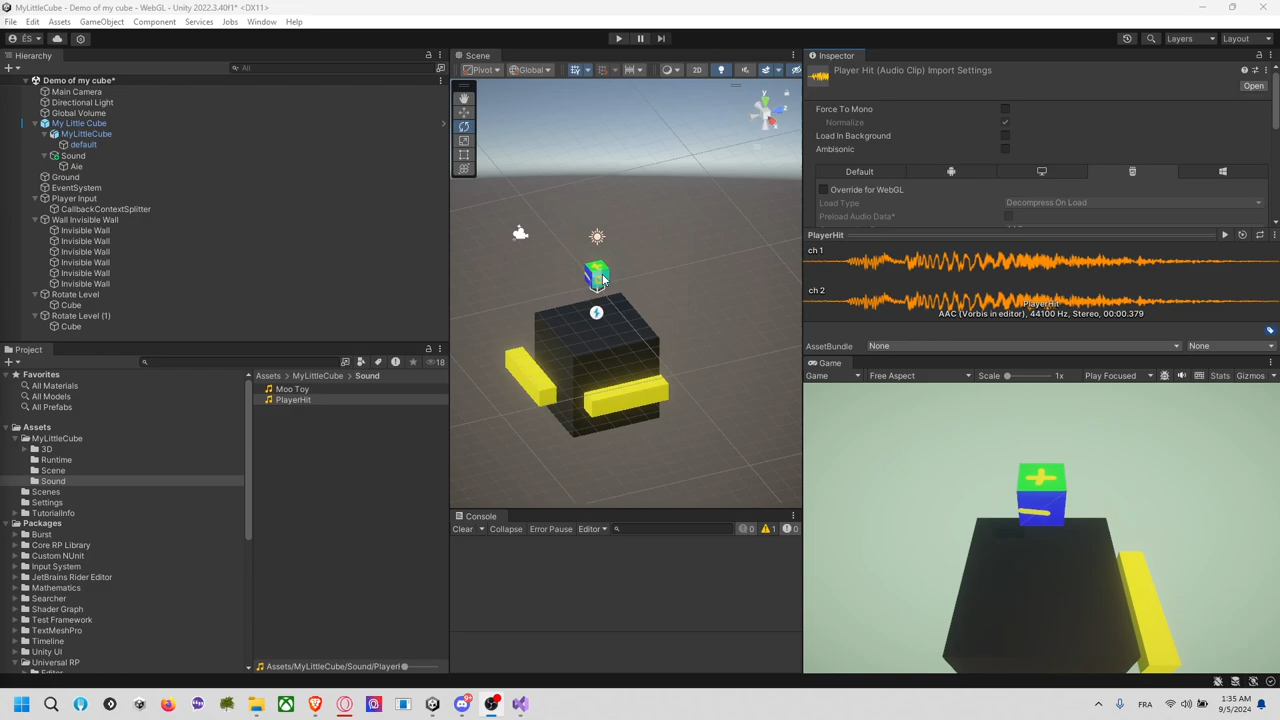 MyLittleCube - Demo of my cube - WebGL - Unity 2022.3.40f1* <DX11>
File Edit Assets GameObject Component Services Jobs Window Help
ÉS
Layers Layout
Hierarchy
All
Demo of my cube*
Main Camera
Directional Light
Global Volume
My Little Cube
MyLittleCube
default
Sound
Aie
Ground
EventSystem
Player Input
CallbackContextSplitter
Wall Invisible Wall
Invisible Wall
Invisible Wall
Invisible Wall
Invisible Wall
Invisible Wall
Invisible Wall
Rotate Level
Cube
Rotate Level (1)
Cube
Project
18
Favorites
All Materials
All Models
All Prefabs
Assets
MyLittleCube
3D
Runtime
Scene
Sound
Scenes
Settings
TutorialInfo
Packages
Burst
Core RP Library
Custom NUnit
Input System
JetBrains Rider Editor
Mathematics
Searcher
Shader Graph
Test Framework
TextMeshPro
Timeline
Unity UI
Universal RP
Editor
Assets > MyLittleCube > Sound
Moo Toy
PlayerHit
Assets/MyLittleCube/Sound/PlayerH
Scene
Pivot Global 2D
y
z
x
Console
Clear Collapse Error Pause Editor 0 1 0
Inspector
Player Hit (Audio Clip) Import Settings
Open
Force To Mono
Normalize
Load In Background
Ambisonic
Default
Override for WebGL
Load Type Decompress On Load
Preload Audio Data*
PlayerHit
ch 1
ch 2
PlayerHit
AAC (Vorbis in editor), 44100 Hz, Stereo, 00:00.379
AssetBundle None None
Game
Game Free Aspect Scale 1x Play Focused Stats Gizmos
9+
FRA
1:35 AM
9/5/2024